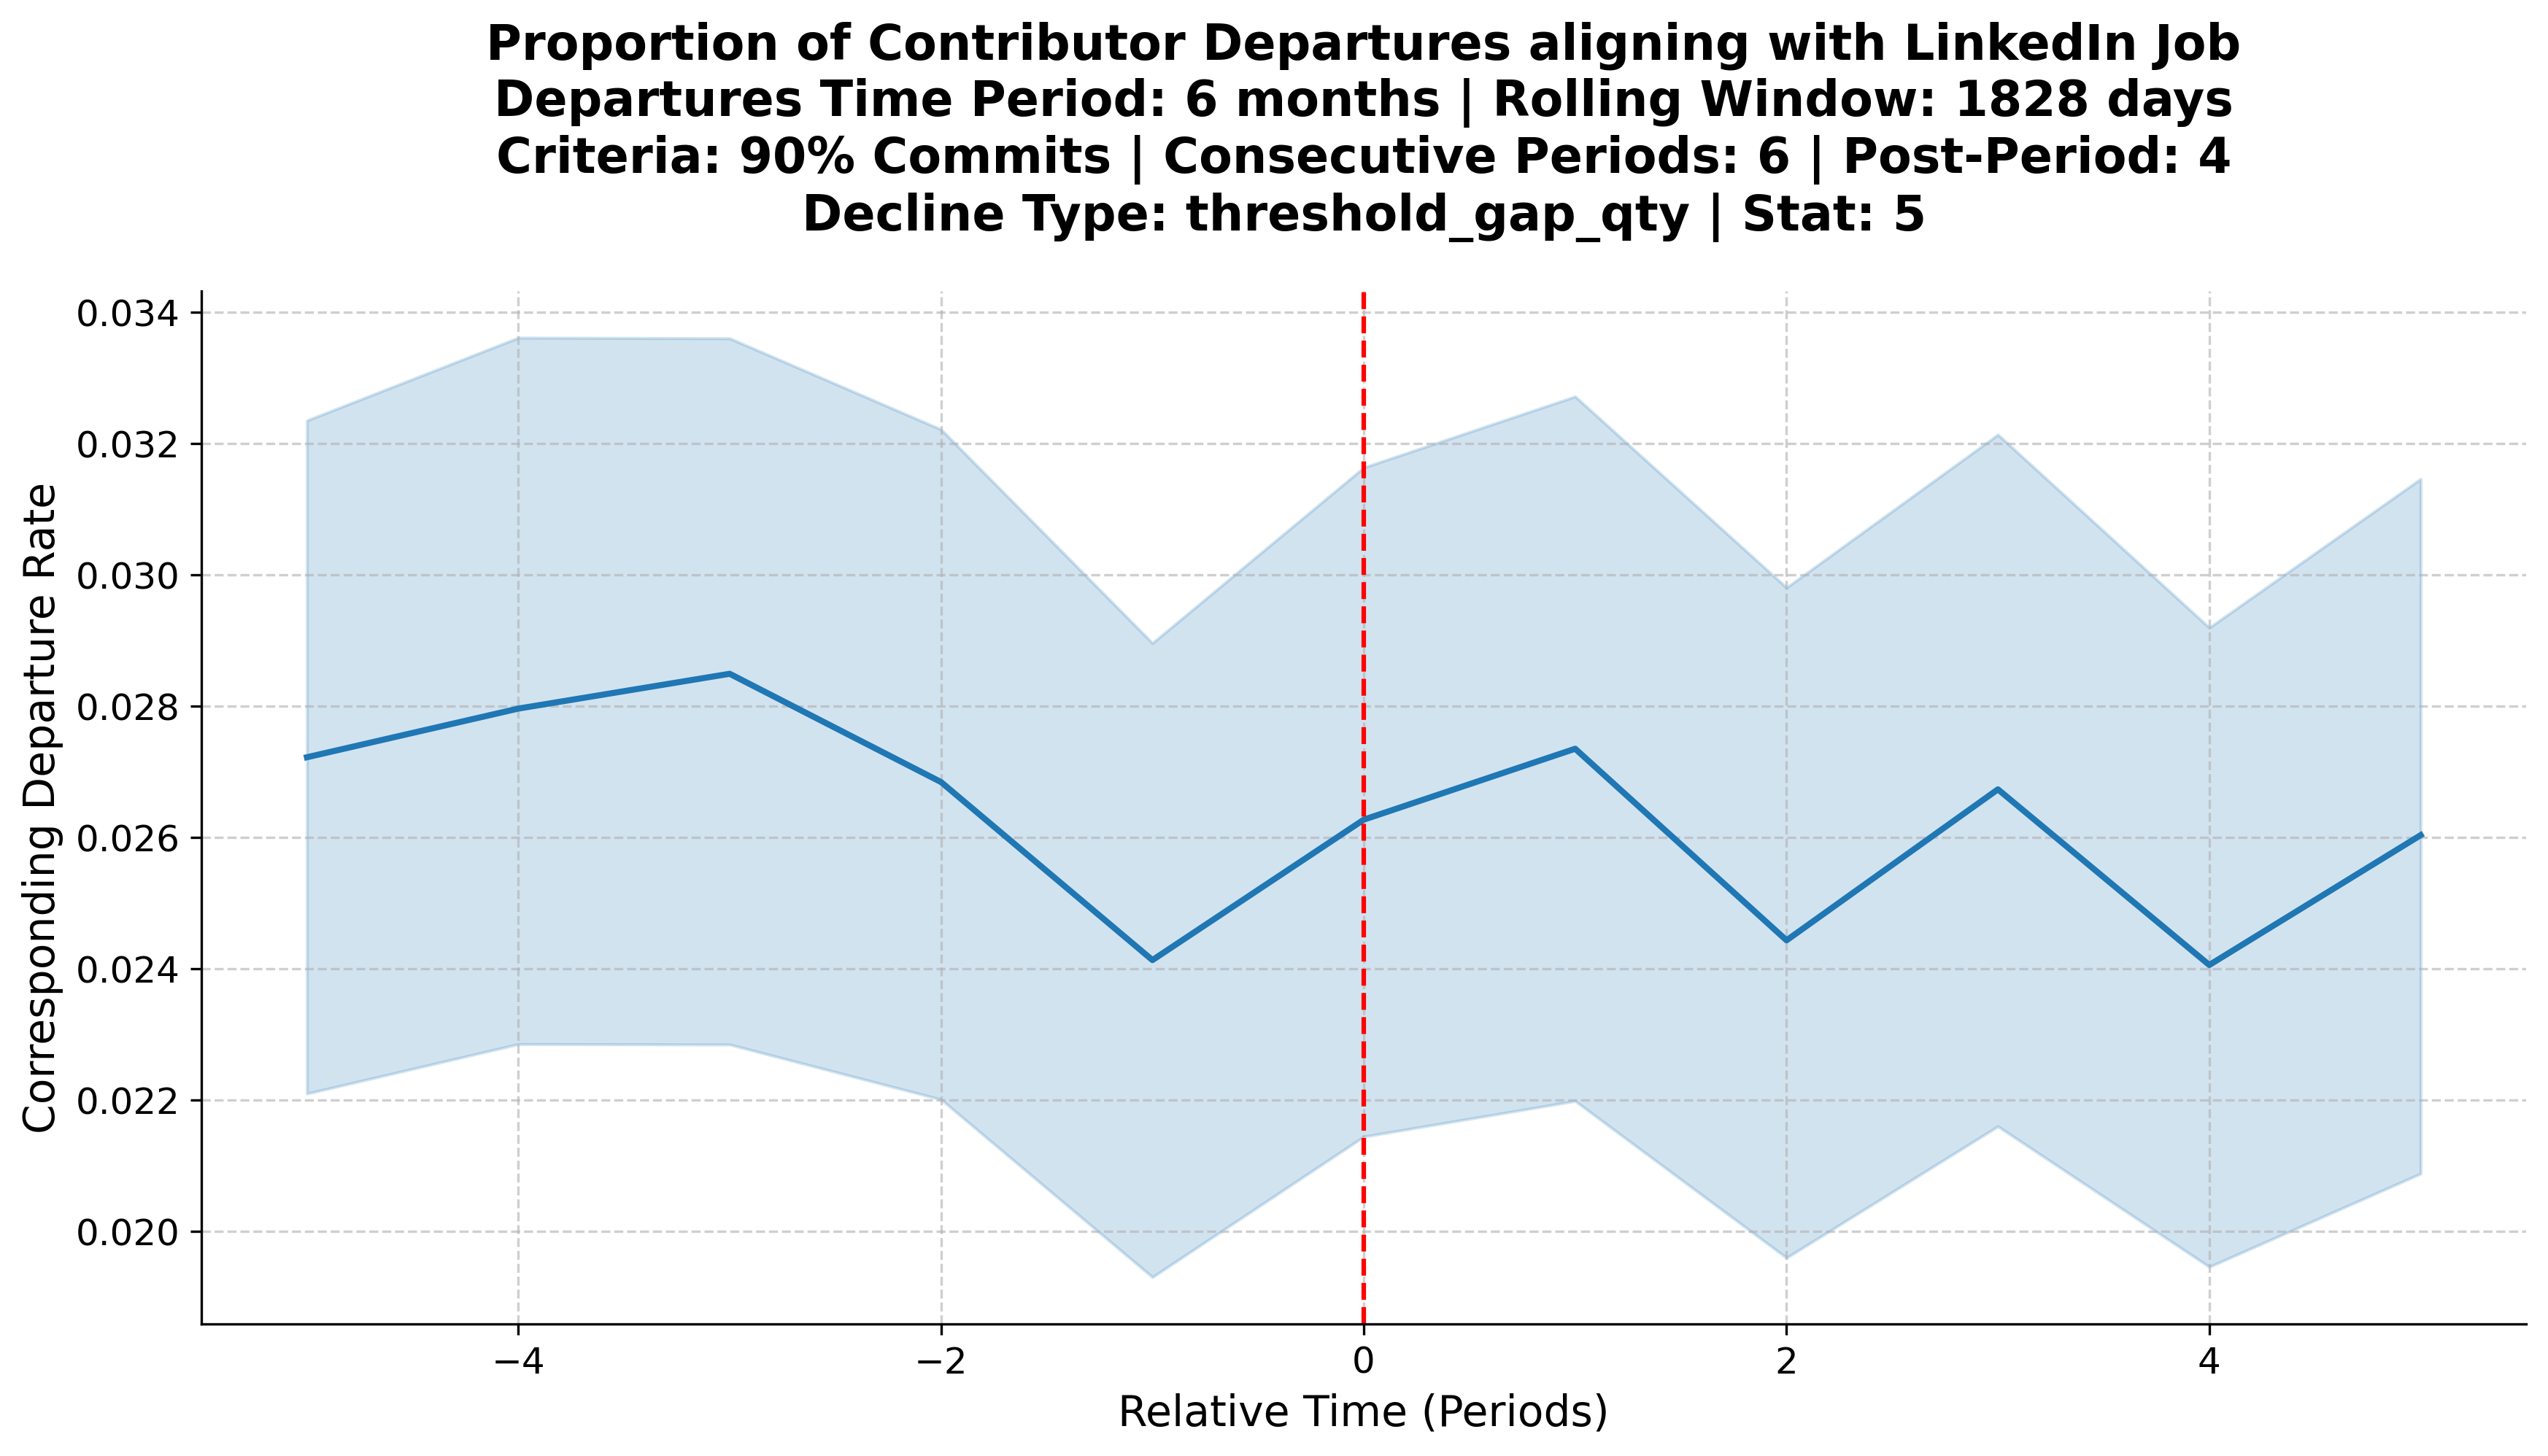 Proportion of Contributor Departures aligning with LinkedIn Job
Departures Time Period: 6 months | Rolling Window: 1828 days
Criteria: 90% Commits | Consecutive Periods: 6 | Post-Period: 4
Decline Type: threshold_gap_qty | Stat: 5
0.034
0.032
0.030
0.028
0.026
0.024
0.022
0.020
Corresponding Departure Rate
−4
−2
0
2
4
Relative Time (Periods)